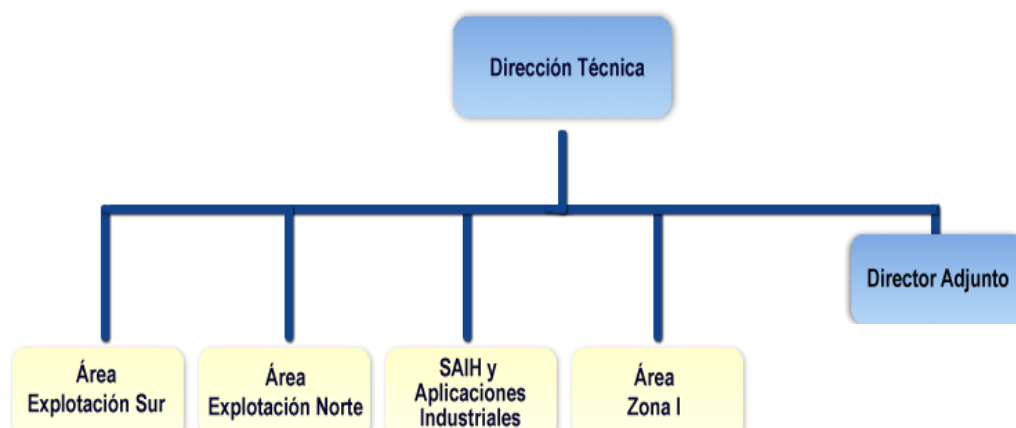 Dirección Técnica
Director Adjunto
Área
Explotación Sur
Área
Explotación Norte
SAIH y
Aplicaciones
Industriales
Área
Zona I